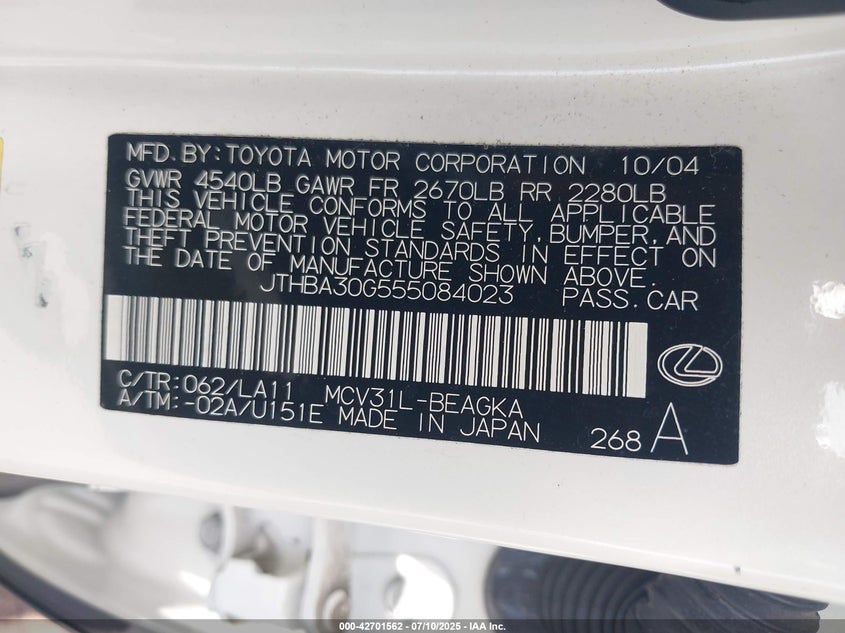 MFD.BY:TOYOTA MOTOR CORPORATION 10/04
GVWR 4540LB GAWR FR 2670LB RR 2280LB
THIS VEHICLE CONFORMS TO ALL APPLICABLE
FEDERAL MOTOR VEHICLE SAFETY,BUMPER,AND
THEFT PREVENTION STANDARDS IN EFFECT ON
THE DATE OF MANUFACTURE SHOWN ABOVE.
JTHBA30G555084023 PASS.CAR
C/TR:062/LA11 MCV31L-BEAGKA
A/TM:-02A/U151E MADE IN JAPAN
268 A
000-42701562 - 07/10/2025 - IAA Inc.